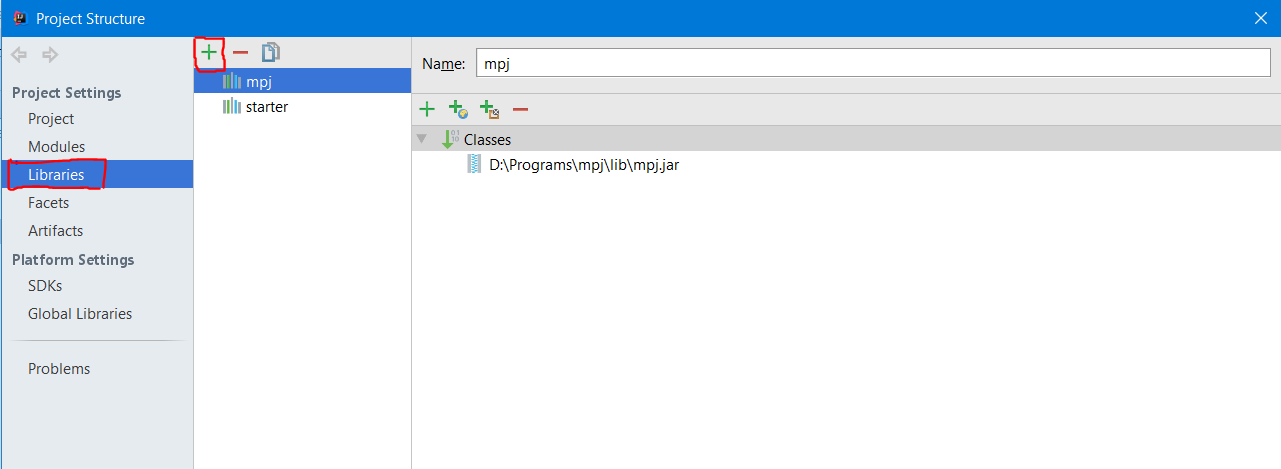 Project Structure
Project Settings
Project
Modules
Libraries
Facets
Artifacts
Platform Settings
SDKs
Global Libraries
Problems
mpj
starter
Name: mpj
Classes
D:\Programs\mpj\lib\mpj.jar